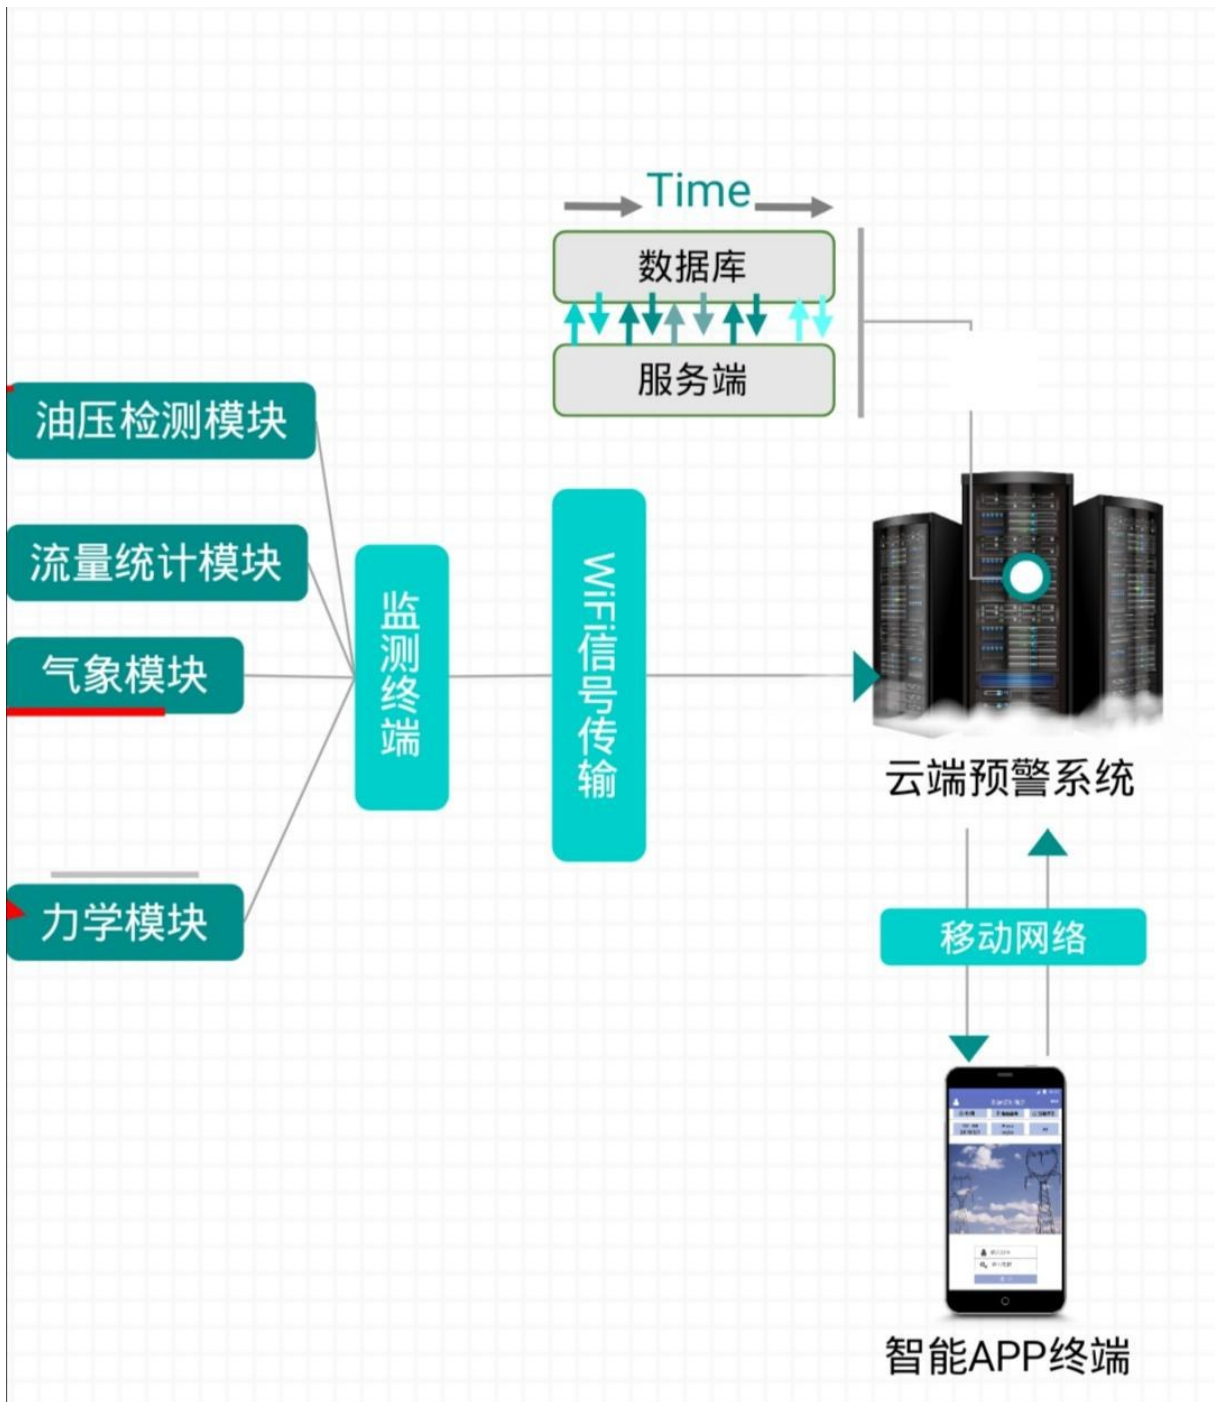 Time
数据库
服务端
油压检测模块
流量统计模块
气象模块
力学模块
监测终端
WiFi信号传输
云端预警系统
移动网络
智能APP终端